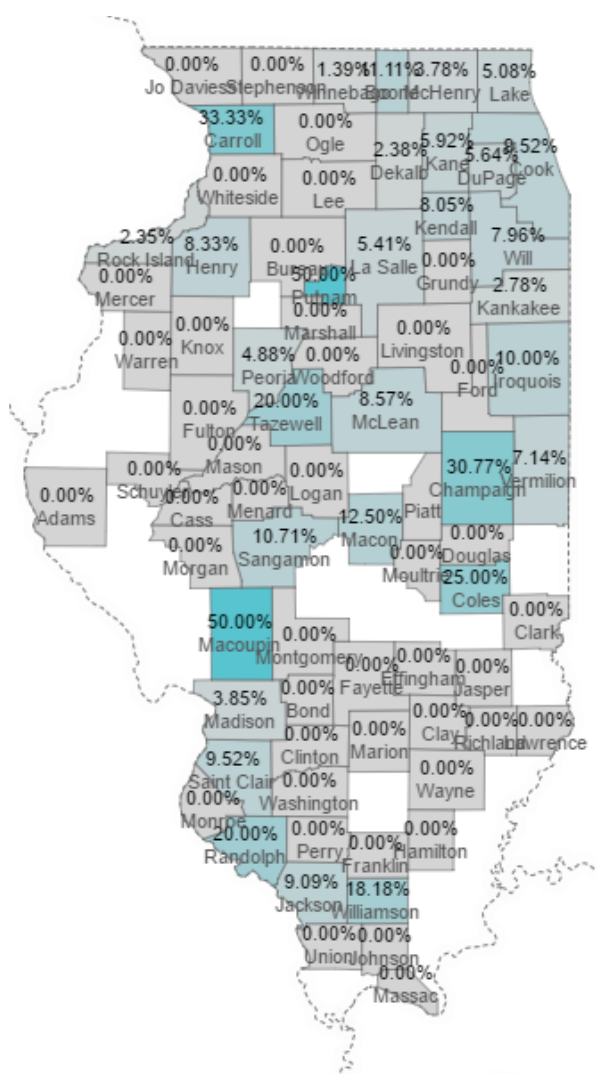 0.00%
Jo Daviess
0.00%
Stephenson
1.39%
Winnebago
11.11%
Boone
3.78%
McHenry
5.08%
Lake
33.33%
Carroll
0.00%
Ogle
2.38%
Dekalb
5.92%
Kane
5.64%
DuPage
Cook
0.00%
Whiteside
0.00%
Lee
8.05%
Kendall
2.35%
Rock Island
8.33%
Henry
0.00%
Bureau
50.00%
Putnam
5.41%
La Salle
0.00%
Grundy
7.96%
Will
2.78%
Kankakee
Mercer
0.00%
Warren
0.00%
Knox
0.00%
Marshall
0.00%
Livingston
4.88%
Peoria
0.00%
Woodford
0.00%
Ford
10.00%
Iroquois
0.00%
Fulton
20.00%
Tazewell
8.57%
McLean
0.00%
Mason
0.00%
Adams
0.00%
Schuyler
0.00%
Cass
0.00%
Menard
0.00%
Logan
Piatt
30.77%
Champaign
7.14%
Vermilion
0.00%
Morgan
10.71%
Sangamon
12.50%
Macon
0.00%
Moultrie
0.00%
Douglas
25.00%
Coles
0.00%
Clark
50.00%
Macoupin
0.00%
Montgomery
0.00%
Fayette
0.00%
Effingham
0.00%
Jasper
3.85%
Madison
0.00%
Bond
0.00%
Clinton
0.00%
Marion
0.00%
Clay
0.00%
Richland
0.00%
Lawrence
9.52%
Saint Clair
0.00%
Monroe
0.00%
Washington
0.00%
Wayne
20.00%
Randolph
0.00%
Perry
0.00%
Franklin
0.00%
Hamilton
9.09%
Jackson
18.18%
Williamson
0.00%
Union
0.00%
Johnson
0.00%
Massac